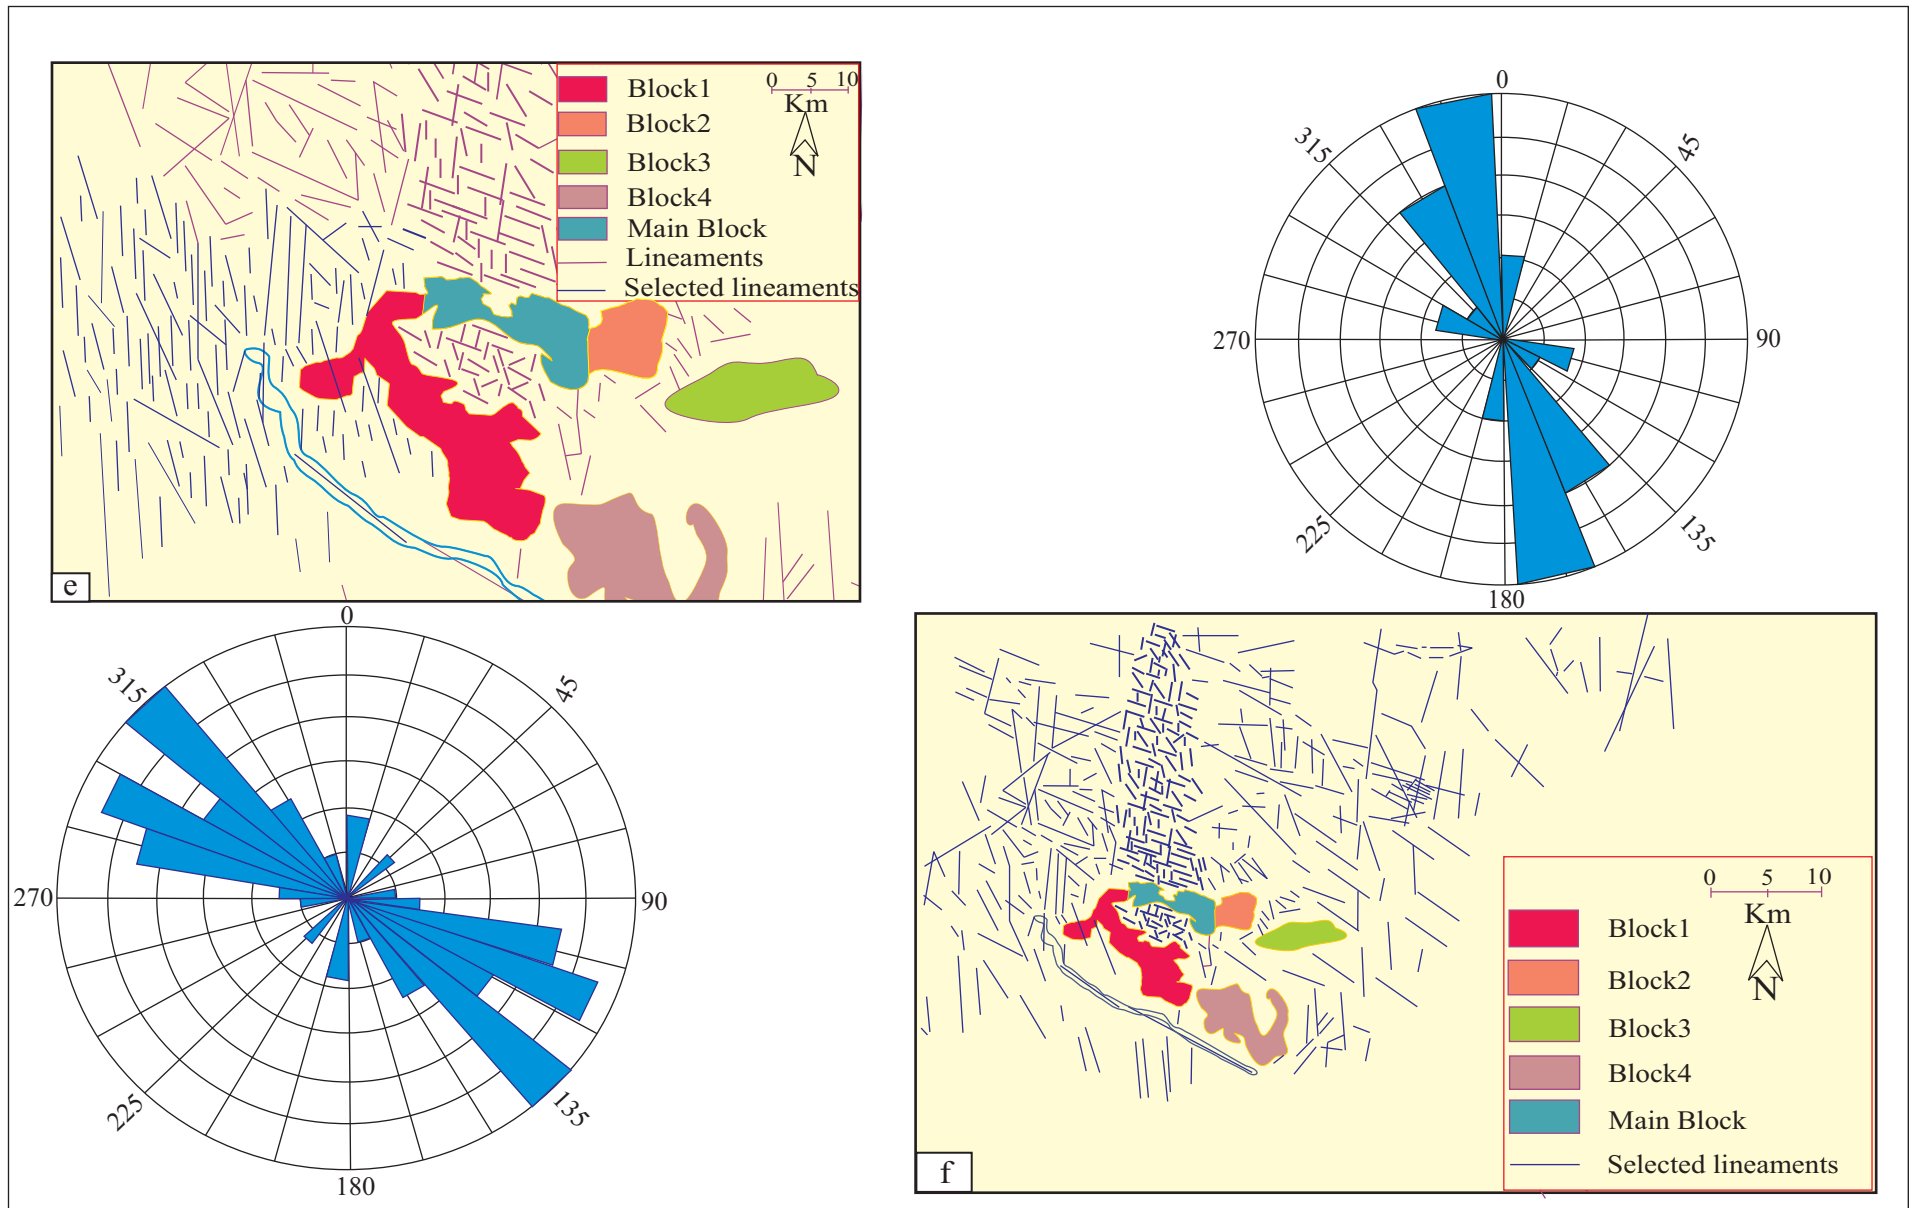 Block1
Block2
Block3
Block4
Main Block
Lineaments
Selected lineaments
0 5 10
Km
N
e
0
45
90
135
180
225
270
315
0
45
90
135
180
225
270
315
0 5 10
Km
N
Block1
Block2
Block3
Block4
Main Block
Selected lineaments
f